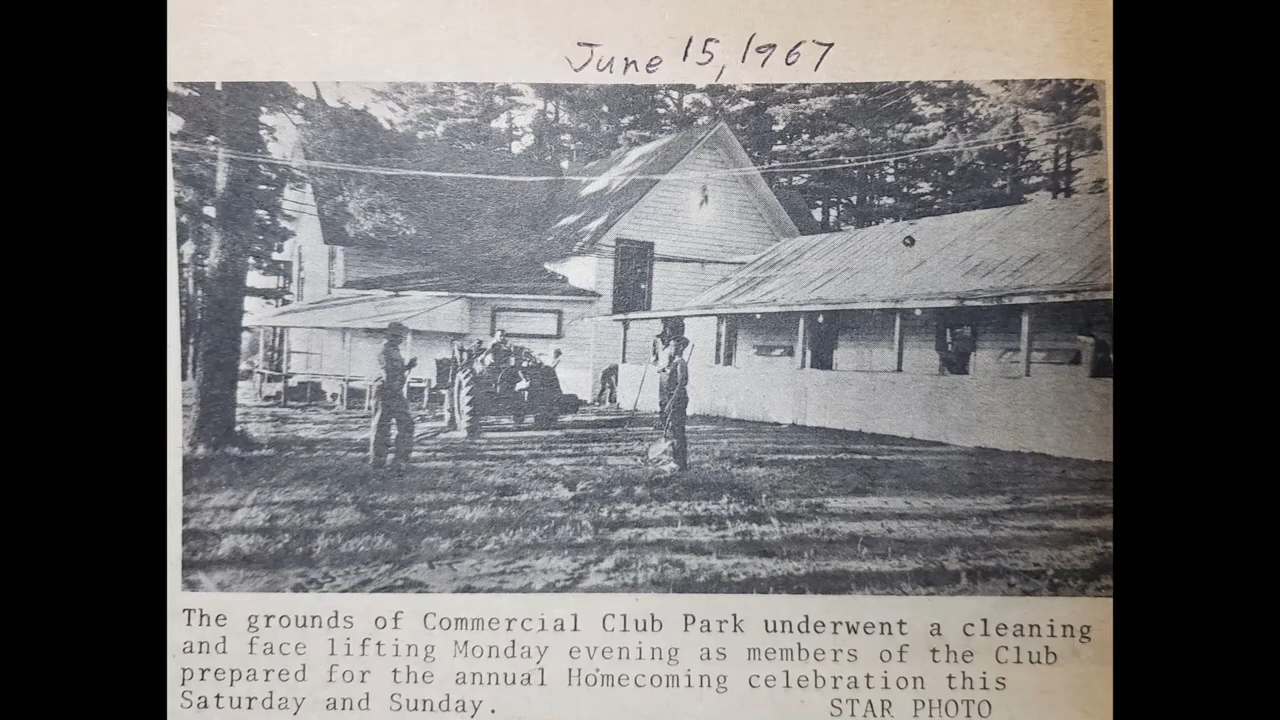 June 15, 1967
The grounds of Commercial Club Park underwent a cleaning
and face lifting Monday evening as members of the Club
prepared for the annual Homecoming celebration this
Saturday and Sunday. STAR PHOTO